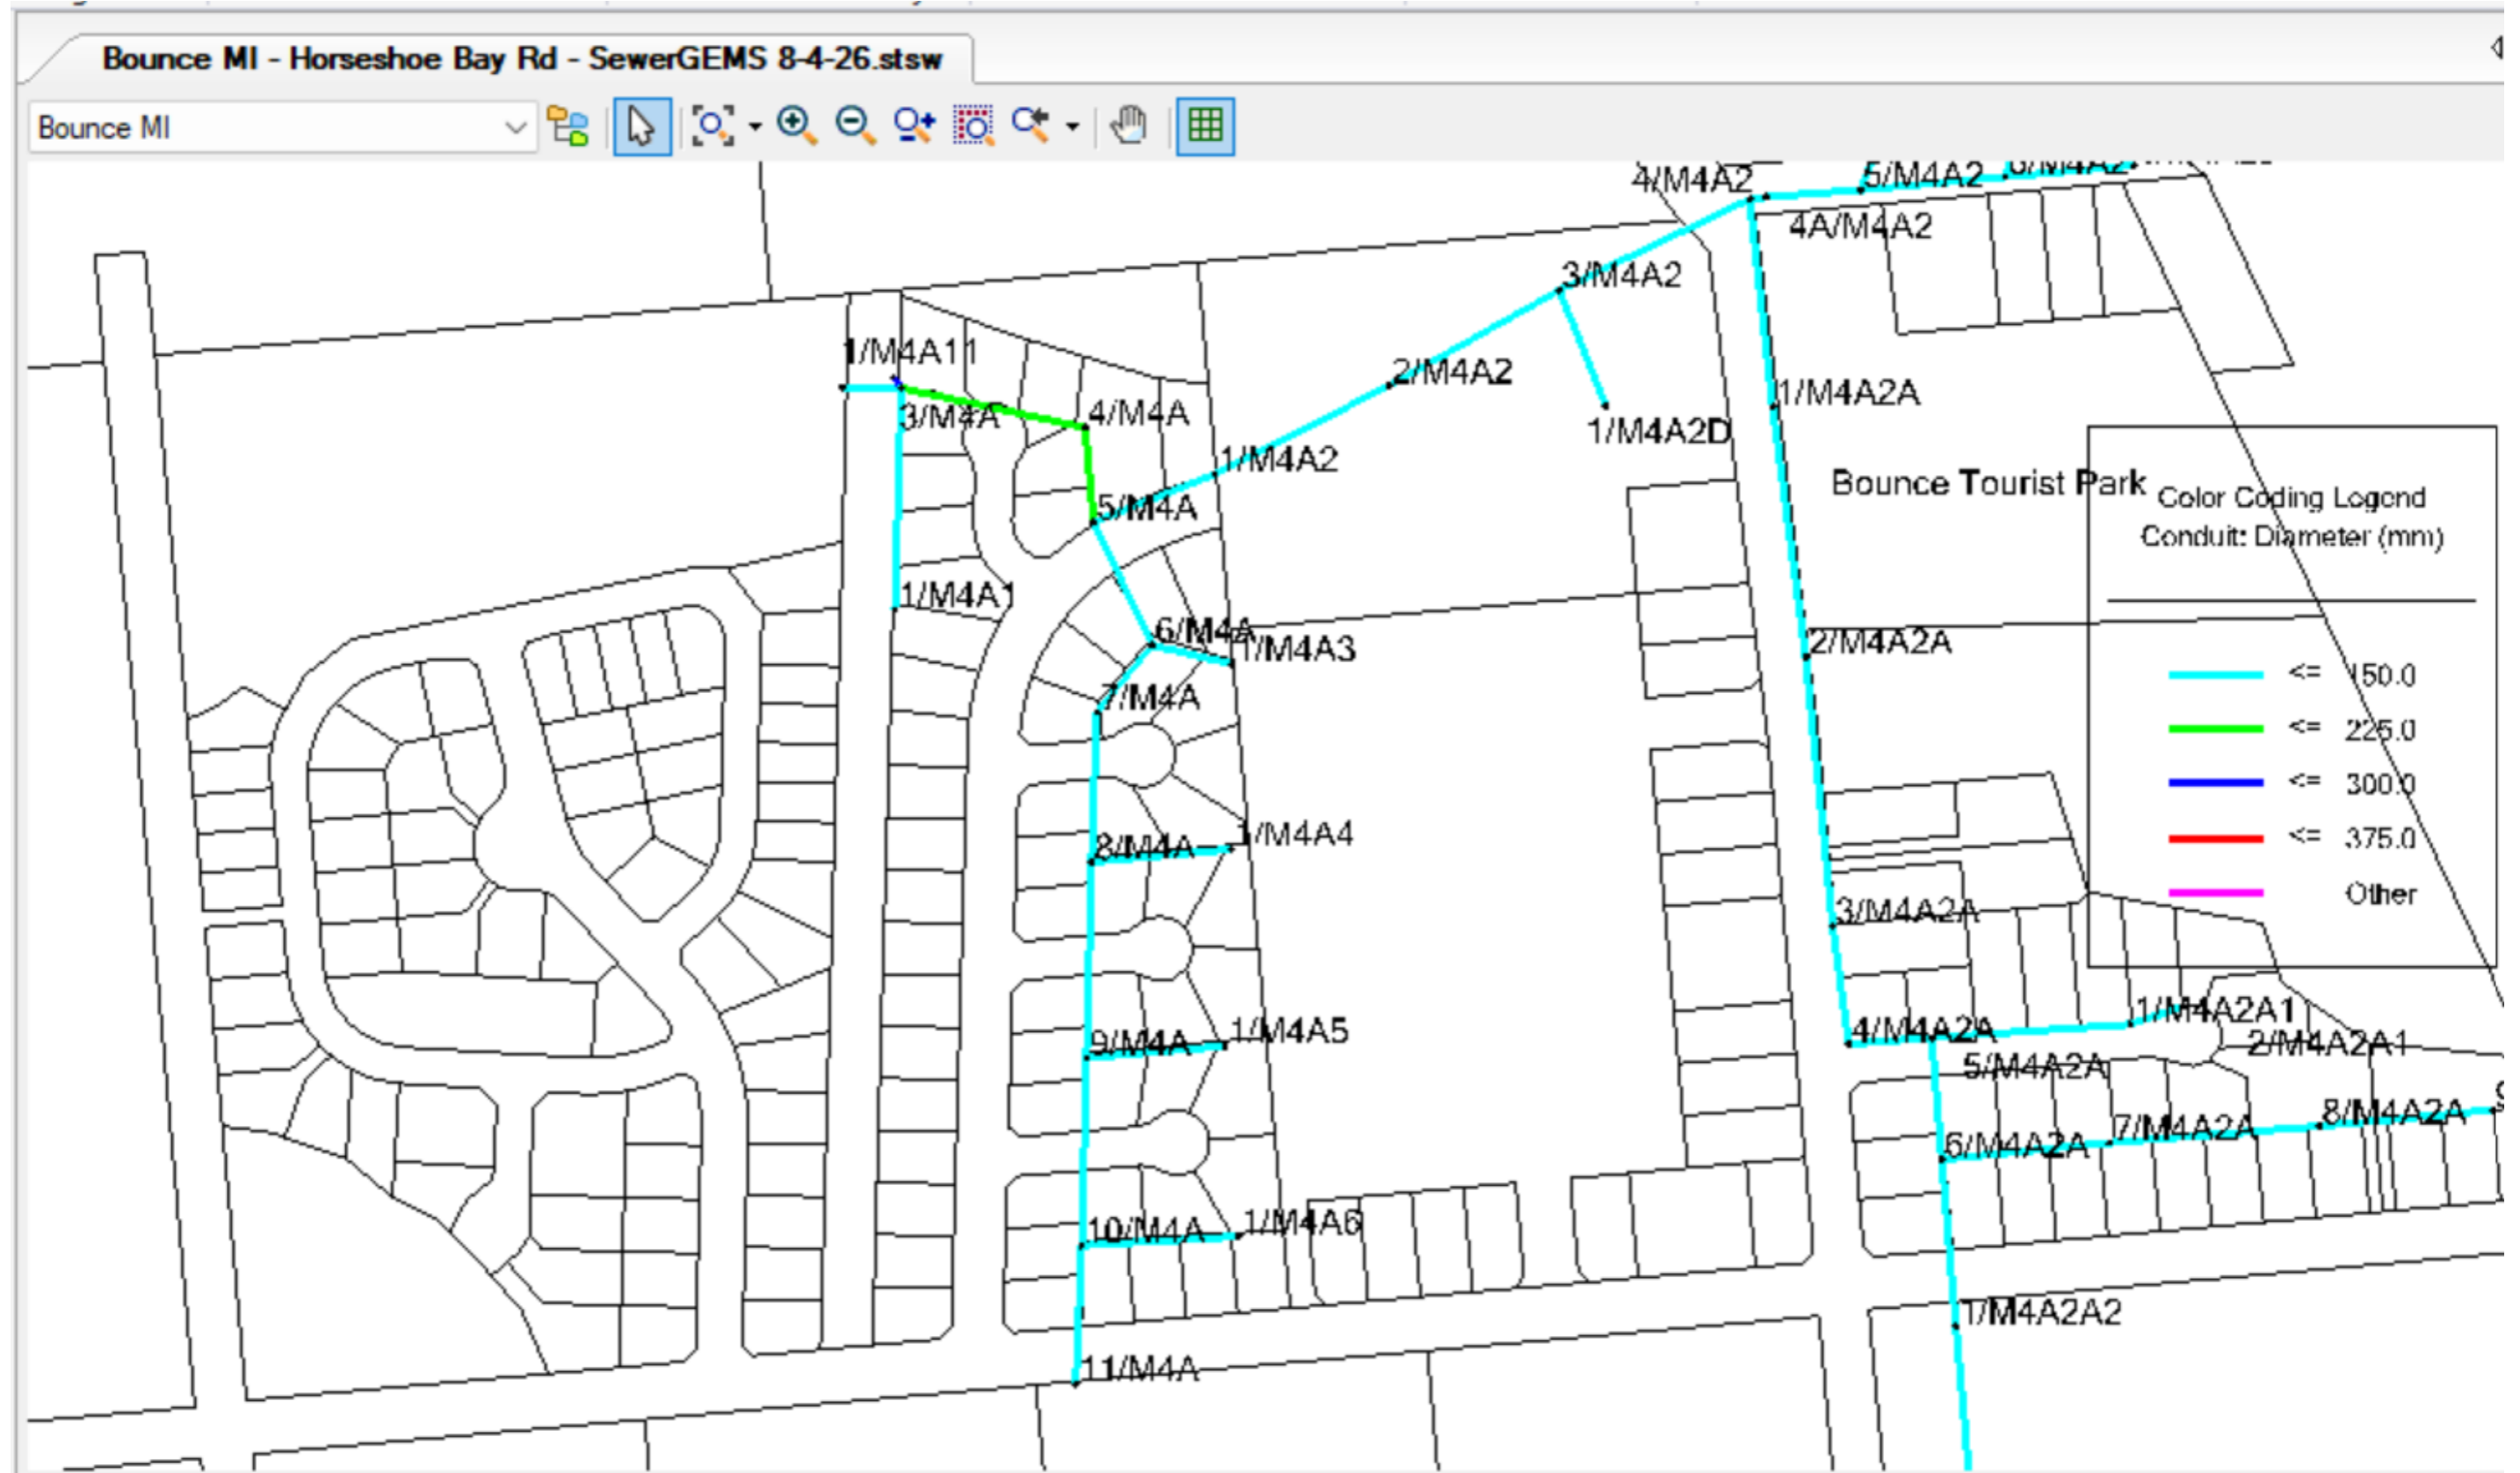 Bounce MI - Horseshoe Bay Rd - SewerGEMS 8-4-26.stsw
Bounce MI
4/M4A2
5/M4A2
4A/M4A2
3/M4A2
1/M4A11
2/M4A2
1/M4A2A
3/M4A
4/M4A
1/M4A2D
1/M4A2
Bounce Tourist Park
Color Coding Legend
5/M4A
Conduit: Diameter (mm)
1/M4A1
6/M4A
1/M4A3
2/M4A2A
<= 150.0
7/M4A
<= 225.0
<= 300.0
8/M4A
1/M4A4
<= 375.0
Other
3/M4A2A
1/M4A2A1
9/M4A
1/M4A5
4/M4A2A
2/M4A2A1
5/M4A2A
8/M4A2A
7/M4A2A
6/M4A2A
10/M4A
1/M4A6
1/M4A2A2
11/M4A